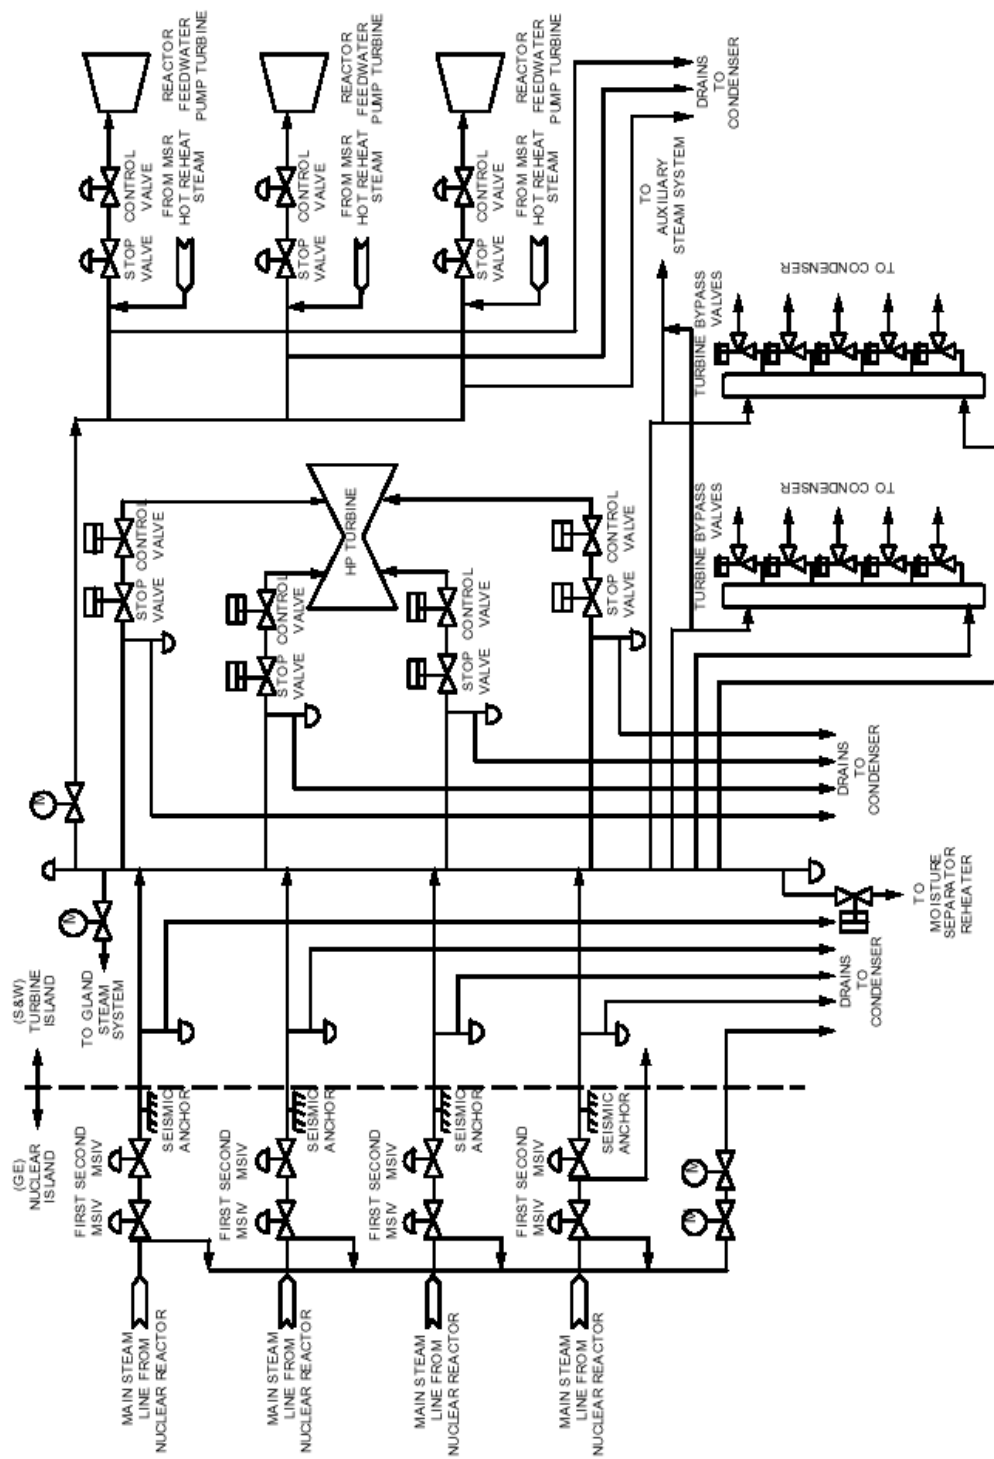 {GE}
NUCLEAR
ISLAND
{S&W}
TURBINE
ISLAND
MAIN STEAM
LINE FROM
NUCLEAR REACTOR
FIRST SECOND
MSIV MSIV
SEISMIC
ANCHOR
TO GLAND
STEAM
SYSTEM
M
M
STOP CONTROL
VALVE VALVE
REACTOR
FEEDWATER
PUMP TURBINE
STOP CONTROL
VALVE VALVE
FROM MSR
HOT REHEAT
STEAM
MAIN STEAM
LINE FROM
NUCLEAR REACTOR
FIRST SECOND
MSIV MSIV
SEISMIC
ANCHOR
STOP CONTROL
VALVE VALVE
HP TURBINE
REACTOR
FEEDWATER
PUMP TURBINE
STOP CONTROL
VALVE VALVE
FROM MSR
HOT REHEAT
STEAM
MAIN STEAM
LINE FROM
NUCLEAR REACTOR
FIRST SECOND
MSIV MSIV
SEISMIC
ANCHOR
STOP CONTROL
VALVE VALVE
REACTOR
FEEDWATER
PUMP TURBINE
STOP CONTROL
VALVE VALVE
FROM MSR
HOT REHEAT
STEAM
MAIN STEAM
LINE FROM
NUCLEAR REACTOR
FIRST SECOND
MSIV MSIV
SEISMIC
ANCHOR
STOP CONTROL
VALVE VALVE
TO
AUXILIARY
STEAM SYSTEM
DRAINS
TO
CONDENSER
M
M
TURBINE BYPASS
VALVES
TO CONDENSER
TURBINE BYPASS
VALVES
TO CONDENSER
DRAINS
TO
CONDENSER
DRAINS
TO
CONDENSER
TO
MOISTURE
SEPARATOR
REHEATER